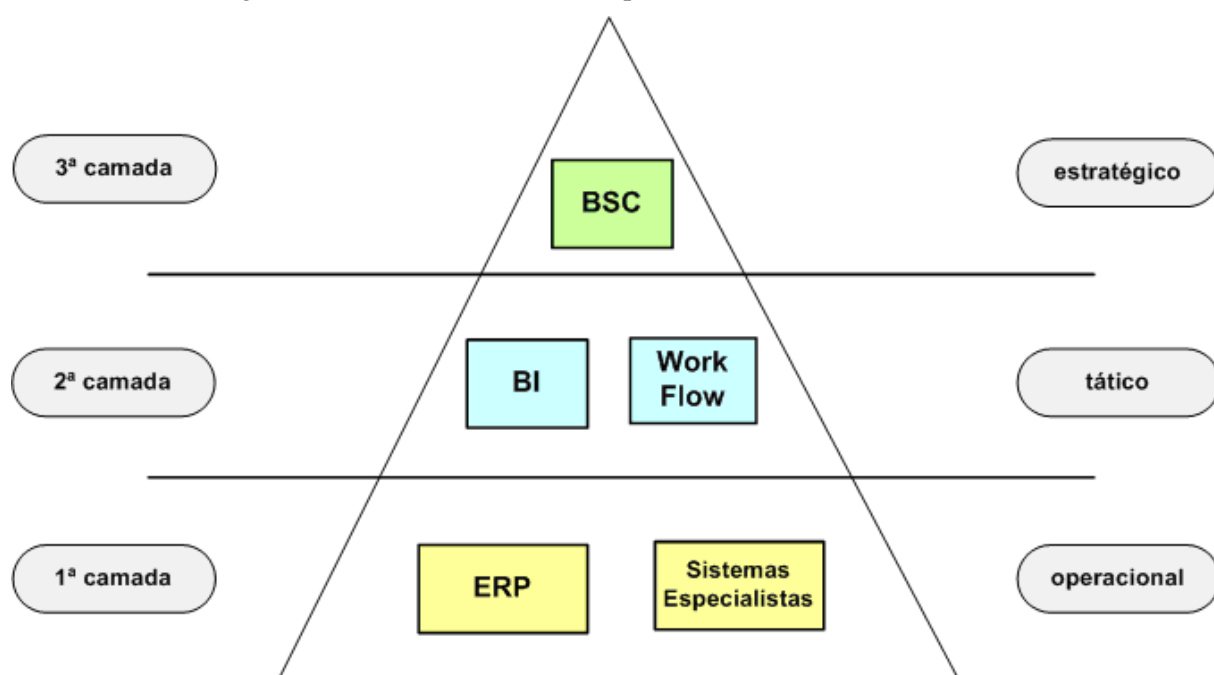 3ª camada
BSC
estratégico
2ª camada
BI
Work
Flow
tático
1ª camada
ERP
Sistemas
Especialistas
operacional